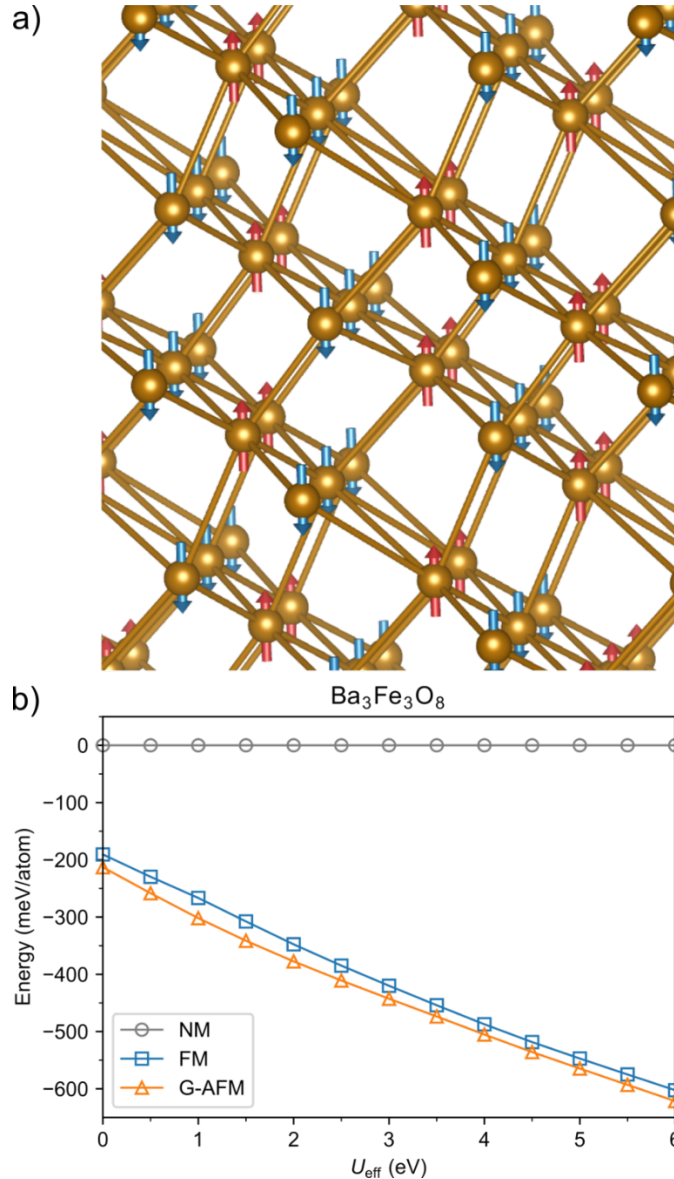 a)
b)
Ba₃Fe₃O₈
0
−100
−200
−300
−400
−500
−600
Energy (meV/atom)
NM
FM
G-AFM
0 1 2 3 4 5 6
U_eff (eV)